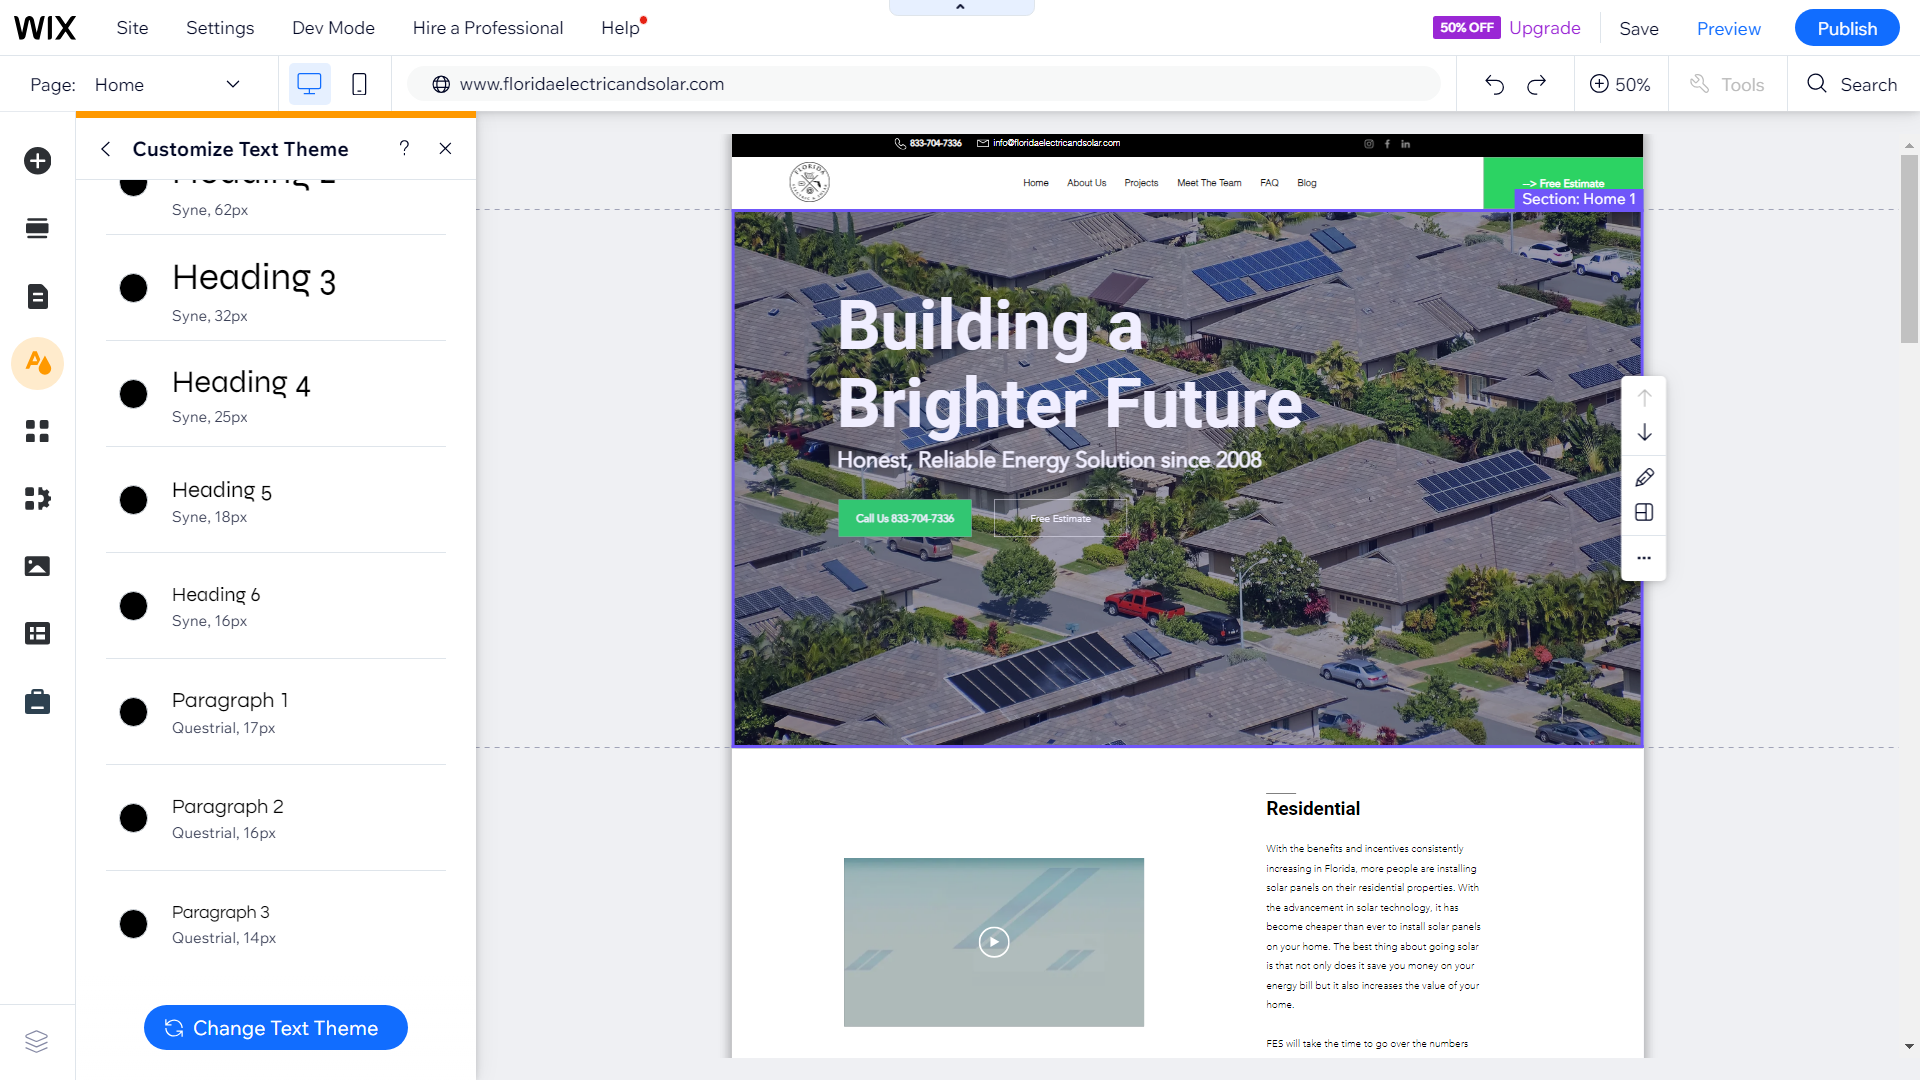 WIX
Site
Settings
Dev Mode
Hire a Professional
Help
50% OFF
Upgrade
Save
Preview
Publish
Page:
Home
www.floridaelectricandsolar.com
50%
Tools
Search
Customize Text Theme
?
Heading 2
Syne, 62px
Heading 3
Syne, 32px
Heading 4
Syne, 25px
Heading 5
Syne, 18px
Heading 6
Syne, 16px
Paragraph 1
Questrial, 17px
Paragraph 2
Questrial, 16px
Paragraph 3
Questrial, 14px
Change Text Theme
833-704-7336
info@floridaelectricandsolar.com
FLORIDA
Home
About Us
Projects
Meet The Team
FAQ
Blog
--> Free Estimate
Section: Home 1
Building a
Brighter Future
Honest, Reliable Energy Solution since 2008
Call Us 833-704-7336
Free Estimate
Residential
With the benefits and incentives consistently
increasing in Florida, more people are installing
solar panels on their residential properties. With
the advancement in solar technology, it has
become cheaper than ever to install solar panels
on your home. The best thing about going solar
is that not only does it save you money on your
energy bill but it also increases the value of your
home.
FES will take the time to go over the numbers